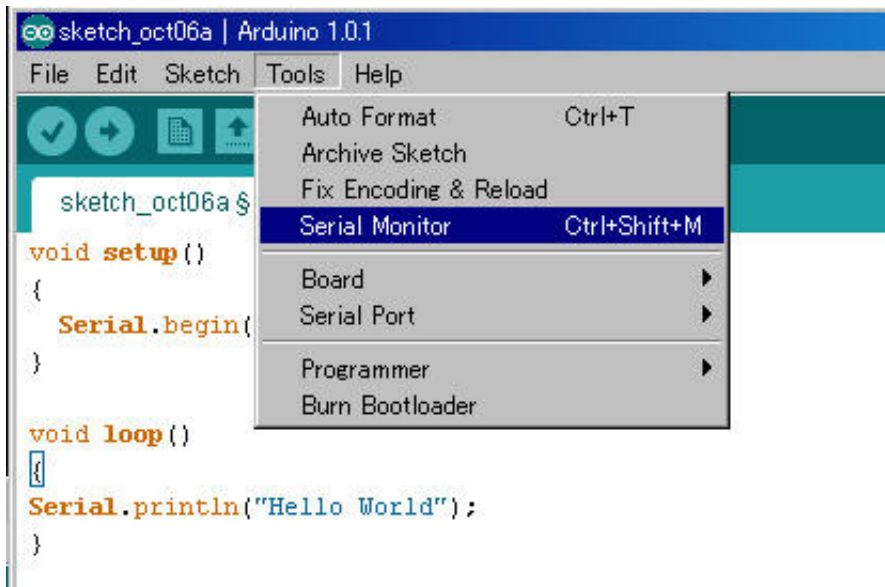 sketch_oct06a | Arduino 1.0.1
File Edit Sketch Tools Help
Auto Format Ctrl+T
Archive Sketch
Fix Encoding & Reload
Serial Monitor Ctrl+Shift+M
Board
Serial Port
Programmer
Burn Bootloader
sketch_oct06a §
void setup()
{
Serial.begin(
}
void loop()
{
Serial.println("Hello World");
}